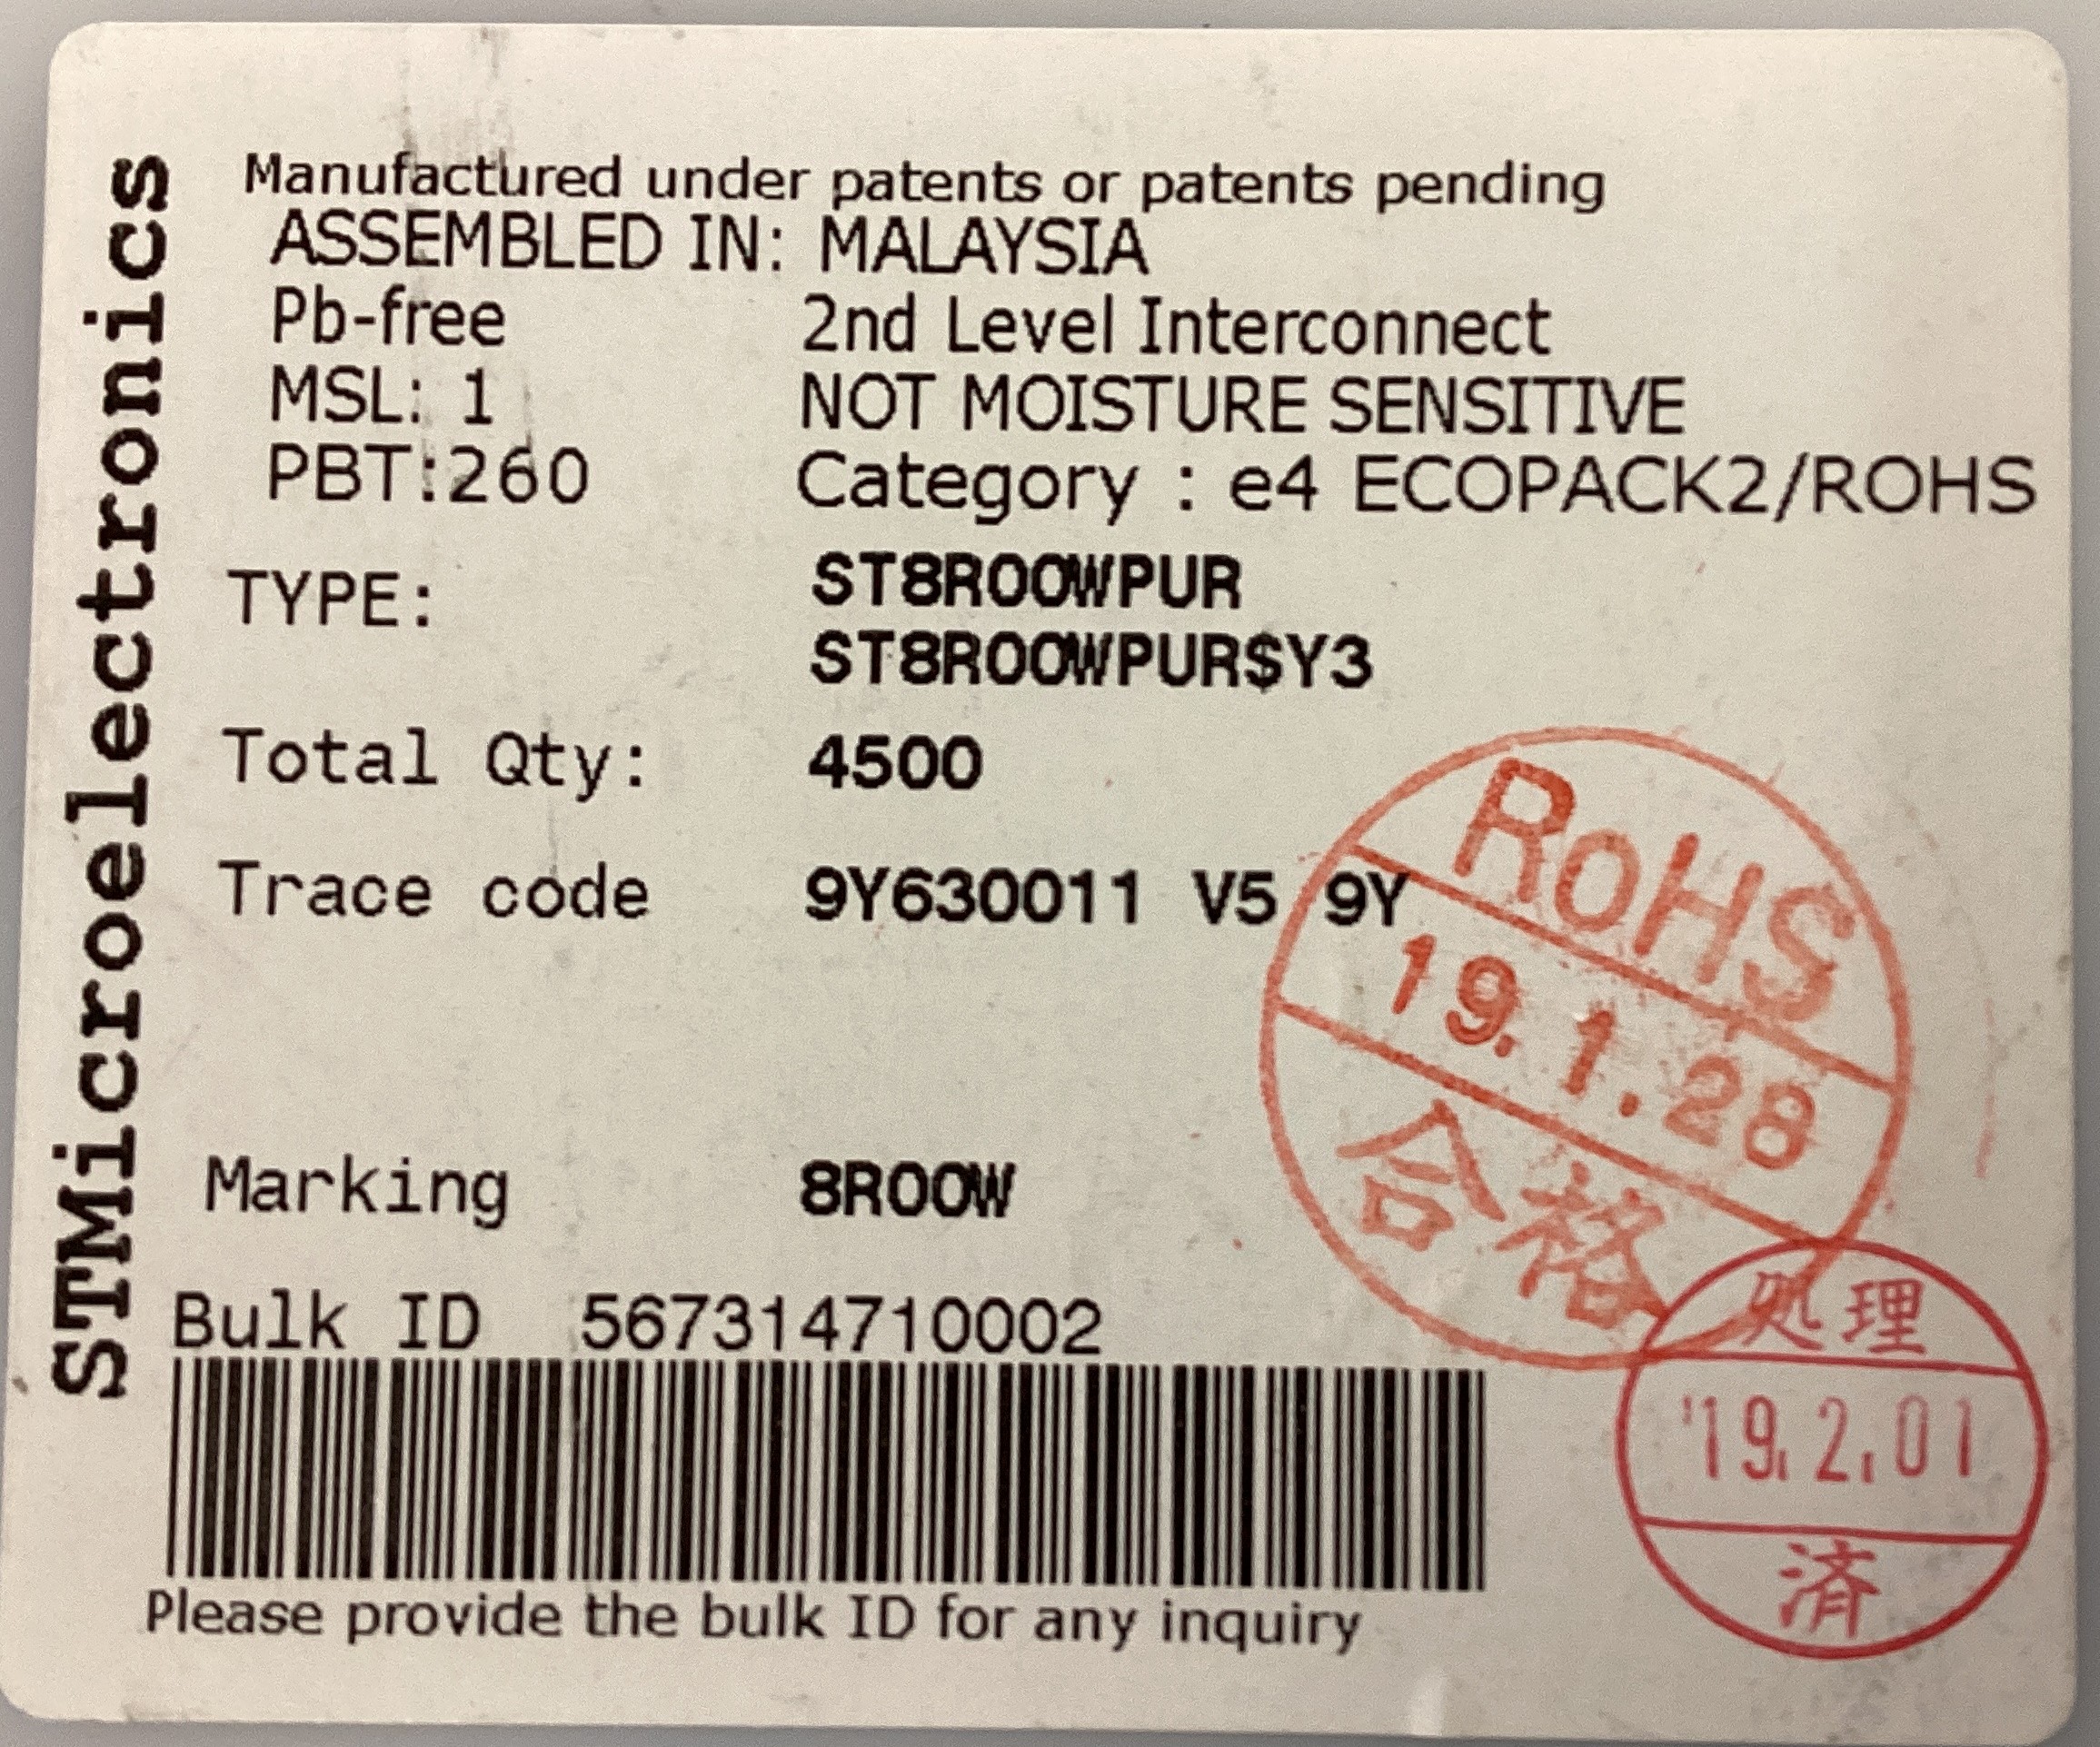 STMicroelectronics
Manufactured under patents or patents pending
ASSEMBLED IN: MALAYSIA
Pb-free 2nd Level Interconnect
MSL: 1 NOT MOISTURE SENSITIVE
PBT:260 Category : e4 ECOPACK2/ROHS
TYPE: ST8R00WPUR
ST8R00WPUR$Y3
Total Qty: 4500
Trace code 9Y630011 V5 9Y
RoHS
19.1.28
合格
Marking 8R00W
Bulk ID 567314710002
処理
'19.2.01
済
Please provide the bulk ID for any inquiry